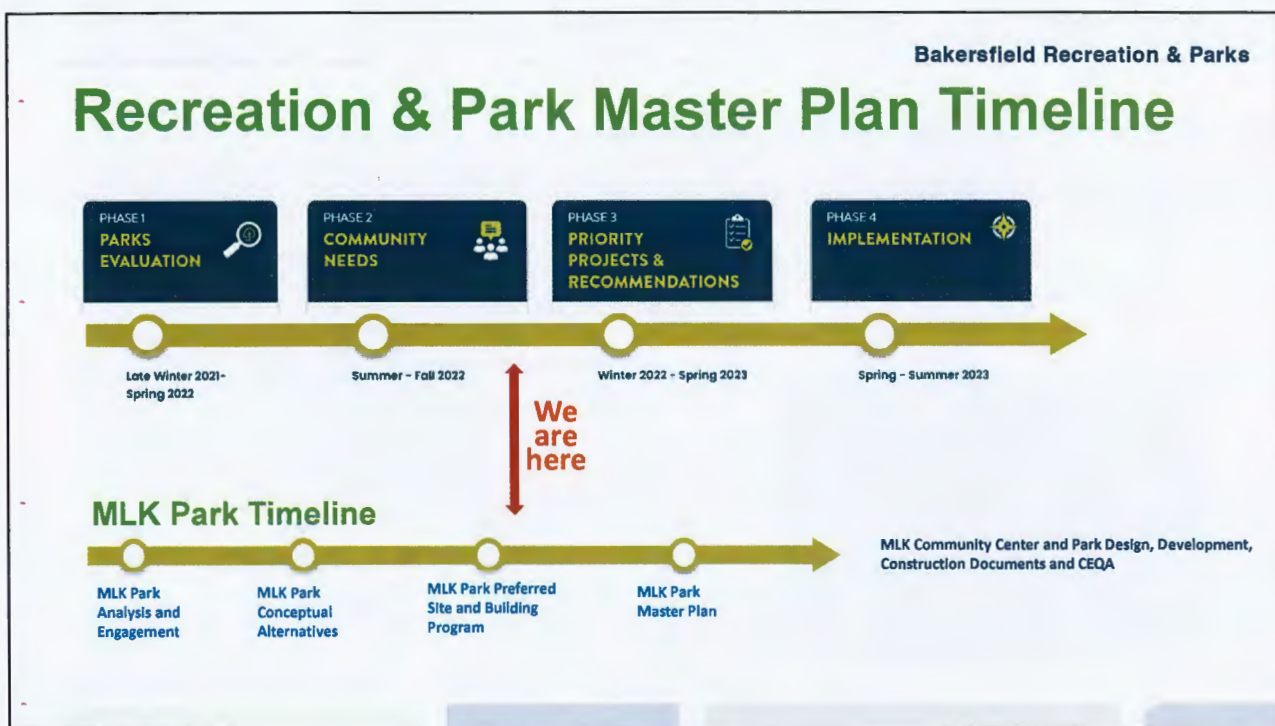 Bakersfield Recreation & Parks
Recreation & Park Master Plan Timeline
PHASE 1
PARKS
EVALUATION
PHASE 2
COMMUNITY
NEEDS
PHASE 3
PRIORITY
PROJECTS &
RECOMMENDATIONS
PHASE 4
IMPLEMENTATION
Late Winter 2021-
Spring 2022
Summer - Fall 2022
Winter 2022 - Spring 2023
Spring - Summer 2023
We
are
here
MLK Park Timeline
MLK Park
Analysis and
Engagement
MLK Park
Conceptual
Alternatives
MLK Park Preferred
Site and Building
Program
MLK Park
Master Plan
MLK Community Center and Park Design, Development,
Construction Documents and CEQA